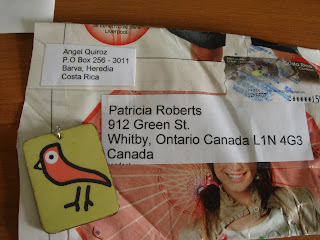 Liverpool
Angel Quiroz
P.O Box 256 - 3011
Barva, Heredia
Costa Rica
Patricia Roberts
912 Green St.
Whitby, Ontario Canada L1N 4G3
Canada